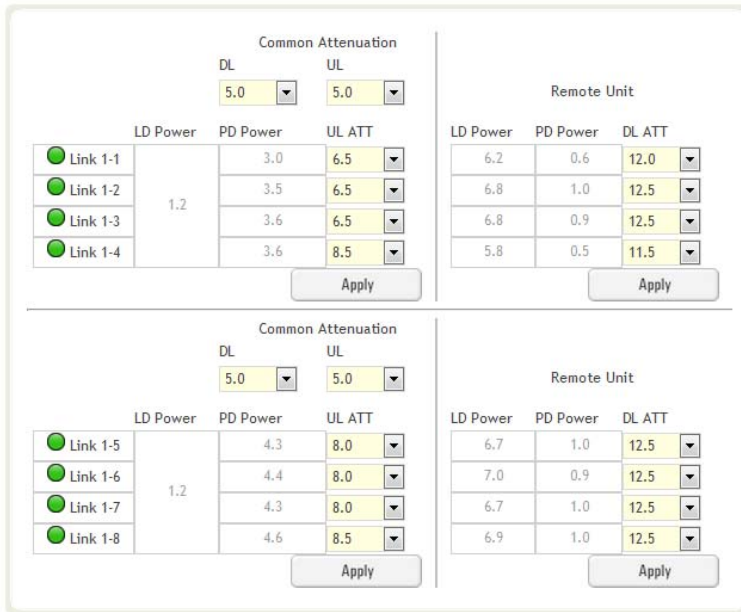 Common Attenuation
DL UL
5.0 5.0 Remote Unit
LD Power PD Power UL ATT LD Power PD Power DL ATT
Link 1-1 3.0 6.5 6.2 0.6 12.0
Link 1-2 3.5 6.5 6.8 1.0 12.5
1.2
Link 1-3 3.6 6.5 6.8 0.9 12.5
Link 1-4 3.6 8.5 5.8 0.5 11.5
Apply Apply
Common Attenuation
DL UL
5.0 5.0 Remote Unit
LD Power PD Power UL ATT LD Power PD Power DL ATT
Link 1-5 4.3 8.0 6.7 1.0 12.5
Link 1-6 4.4 8.0 7.0 0.9 12.5
1.2
Link 1-7 4.3 8.0 6.7 1.0 12.5
Link 1-8 4.6 8.5 6.9 1.0 12.5
Apply Apply